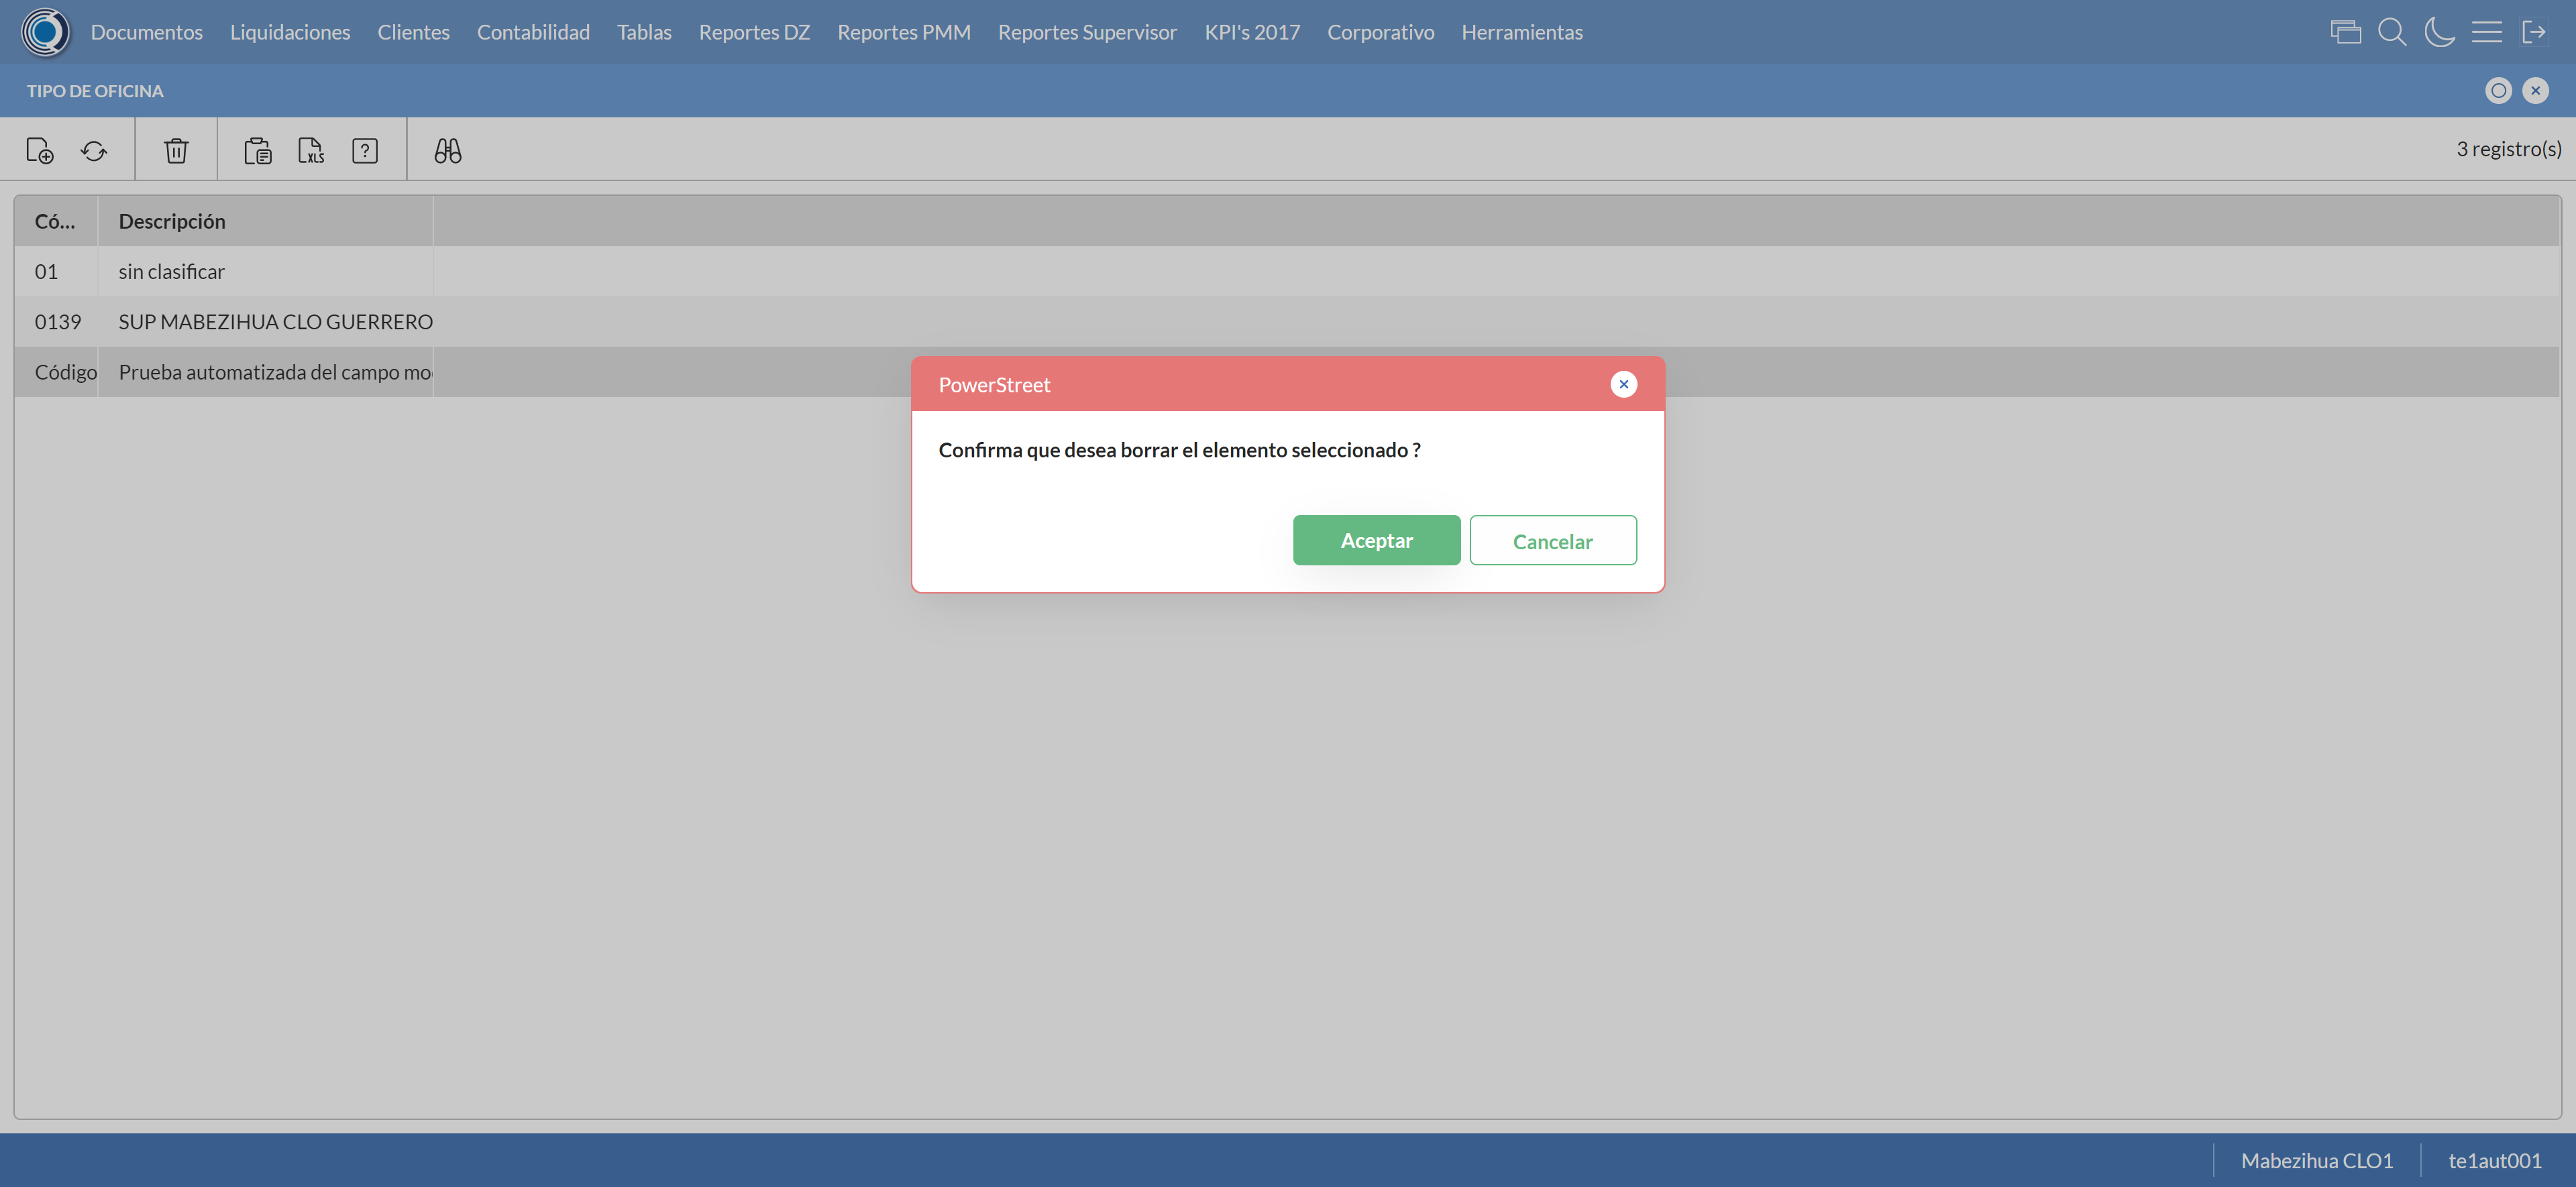 Documentos Liquidaciones Clientes Contabilidad Tablas Reportes DZ Reportes PMM Reportes Supervisor KPI's 2017 Corporativo Herramientas
TIPO DE OFICINA
XLS ? 3 registro(s)
Có... Descripción
01 sin clasificar
0139 SUP MABEZIHUA CLO GUERRERO
Código Prueba automatizada del campo mo
PowerStreet
Confirma que desea borrar el elemento seleccionado ?
Aceptar Cancelar
Mabezihua CLO1 te1aut001